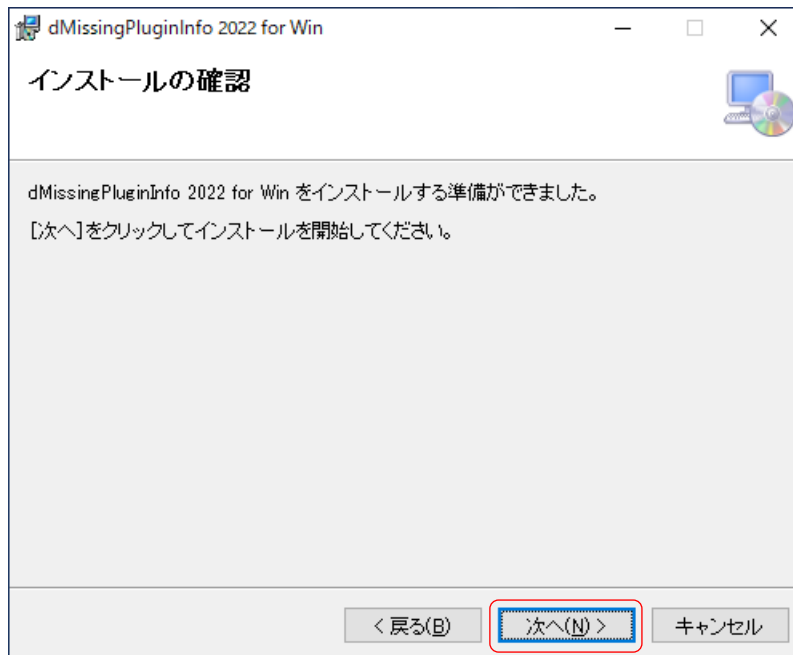 dMissingPluginInfo 2022 for Win
インストールの確認
dMissingPluginInfo 2022 for Win をインストールする準備ができました。
[次へ]をクリックしてインストールを開始してください。
< 戻る(B)
次へ(N) >
キャンセル